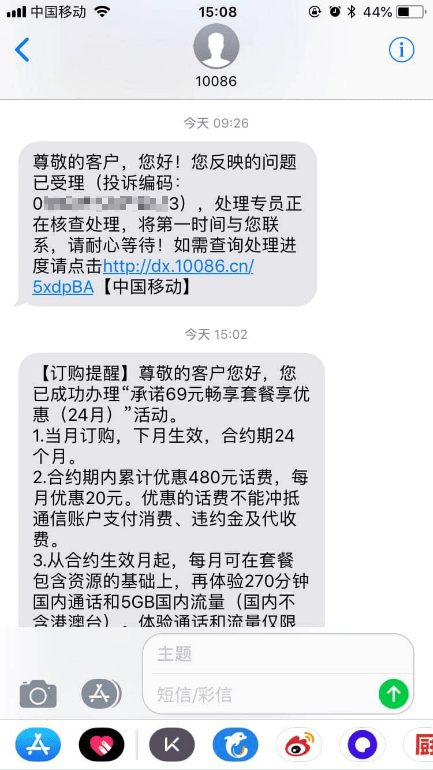 中国移动
15:08
44%
10086
今天 09:26
尊敬的客户，您好！您反映的问题
已受理（投诉编码：
0 3），处理专员正
在核查处理，将第一时间与您联
系，请耐心等待！如需查询处理进
度请点击http://dx.10086.cn/
5xdpBA【中国移动】
今天 15:02
【订购提醒】尊敬的客户您好，您
已成功办理“承诺69元畅享套餐享优
惠（24月）”活动。
1.当月订购，下月生效，合约期24
个月。
2.合约期内累计优惠480元话费，每
月优惠20元。优惠的话费不能冲抵
通信账户支付消费、违约金及代收
费。
3.从合约生效月起，每月可在套餐
包含资源的基础上，再体验270分钟
国内通话和5GB国内流量（国内不
含港澳台）。体验通话和流量仅限
主题
短信/彩信
K
厨